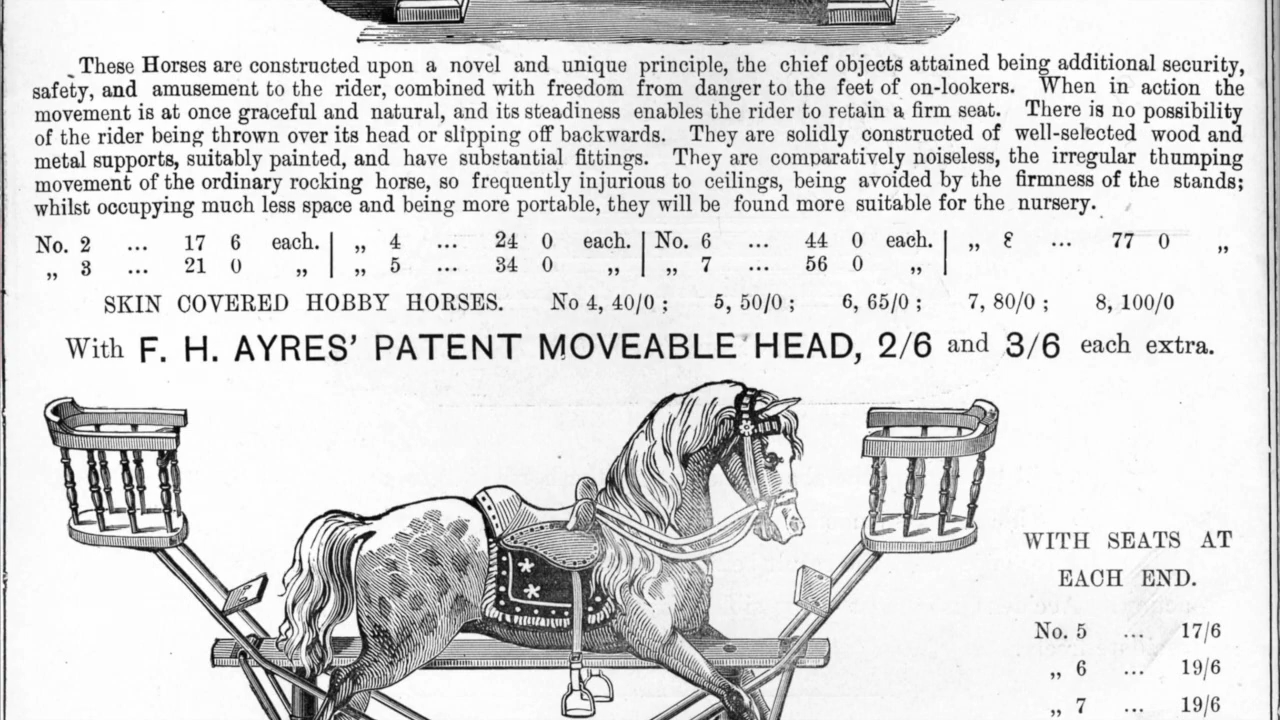 These Horses are constructed upon a novel and unique principle, the chief objects attained being additional security,
safety, and amusement to the rider, combined with freedom from danger to the feet of on-lookers. When in action the
movement is at once graceful and natural, and its steadiness enables the rider to retain a firm seat. There is no possibility
of the rider being thrown over its head or slipping off backwards. They are solidly constructed of well-selected wood and
metal supports, suitably painted, and have substantial fittings. They are comparatively noiseless, the irregular thumping
movement of the ordinary rocking horse, so frequently injurious to ceilings, being avoided by the firmness of the stands;
whilst occupying much less space and being more portable, they will be found more suitable for the nursery.
No. 2 ... 17 6 each. | „ 4 ... 24 0 each. | No. 6 ... 44 0 each. | „ 8 ... 77 0 „
„ 3 ... 21 0 „ | „ 5 ... 34 0 „ | „ 7 ... 56 0 „ |
SKIN COVERED HOBBY HORSES. No 4, 40/0 ; 5, 50/0 ; 6, 65/0 ; 7, 80/0 ; 8, 100/0
With F. H. AYRES' PATENT MOVEABLE HEAD, 2/6 and 3/6 each extra.
WITH SEATS AT
EACH END.
No. 5 ... 17/6
„ 6 ... 19/6
„ 7 ... 19/6